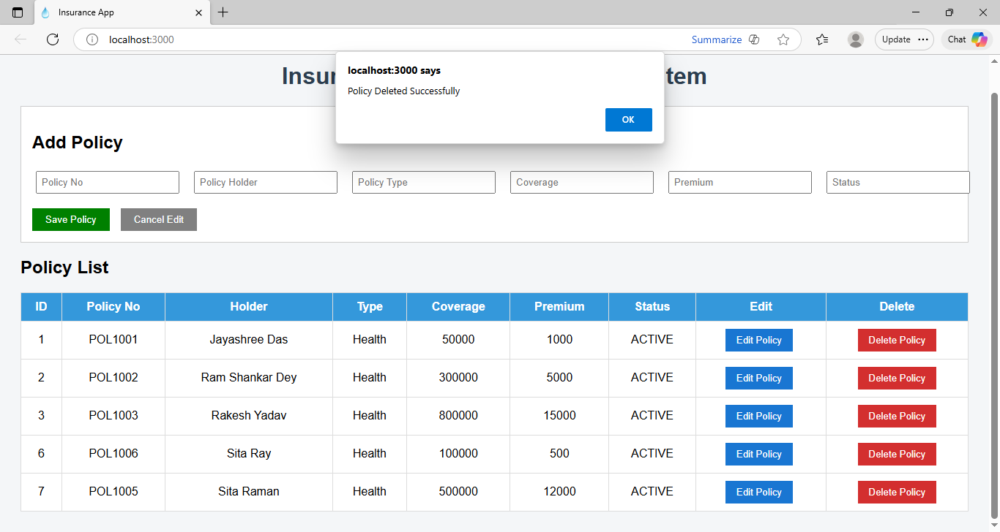 Insurance App
localhost:3000
Summarize
Update
Chat
localhost:3000 says
Policy Deleted Successfully
OK
tem
Add Policy
Policy No Policy Holder Policy Type Coverage Premium Status
Save Policy Cancel Edit
Policy List
ID Policy No Holder Type Coverage Premium Status Edit Delete
1 POL1001 Jayashree Das Health 50000 1000 ACTIVE Edit Policy Delete Policy
2 POL1002 Ram Shankar Dey Health 300000 5000 ACTIVE Edit Policy Delete Policy
3 POL1003 Rakesh Yadav Health 800000 15000 ACTIVE Edit Policy Delete Policy
6 POL1006 Sita Ray Health 100000 500 ACTIVE Edit Policy Delete Policy
7 POL1005 Sita Raman Health 500000 12000 ACTIVE Edit Policy Delete Policy